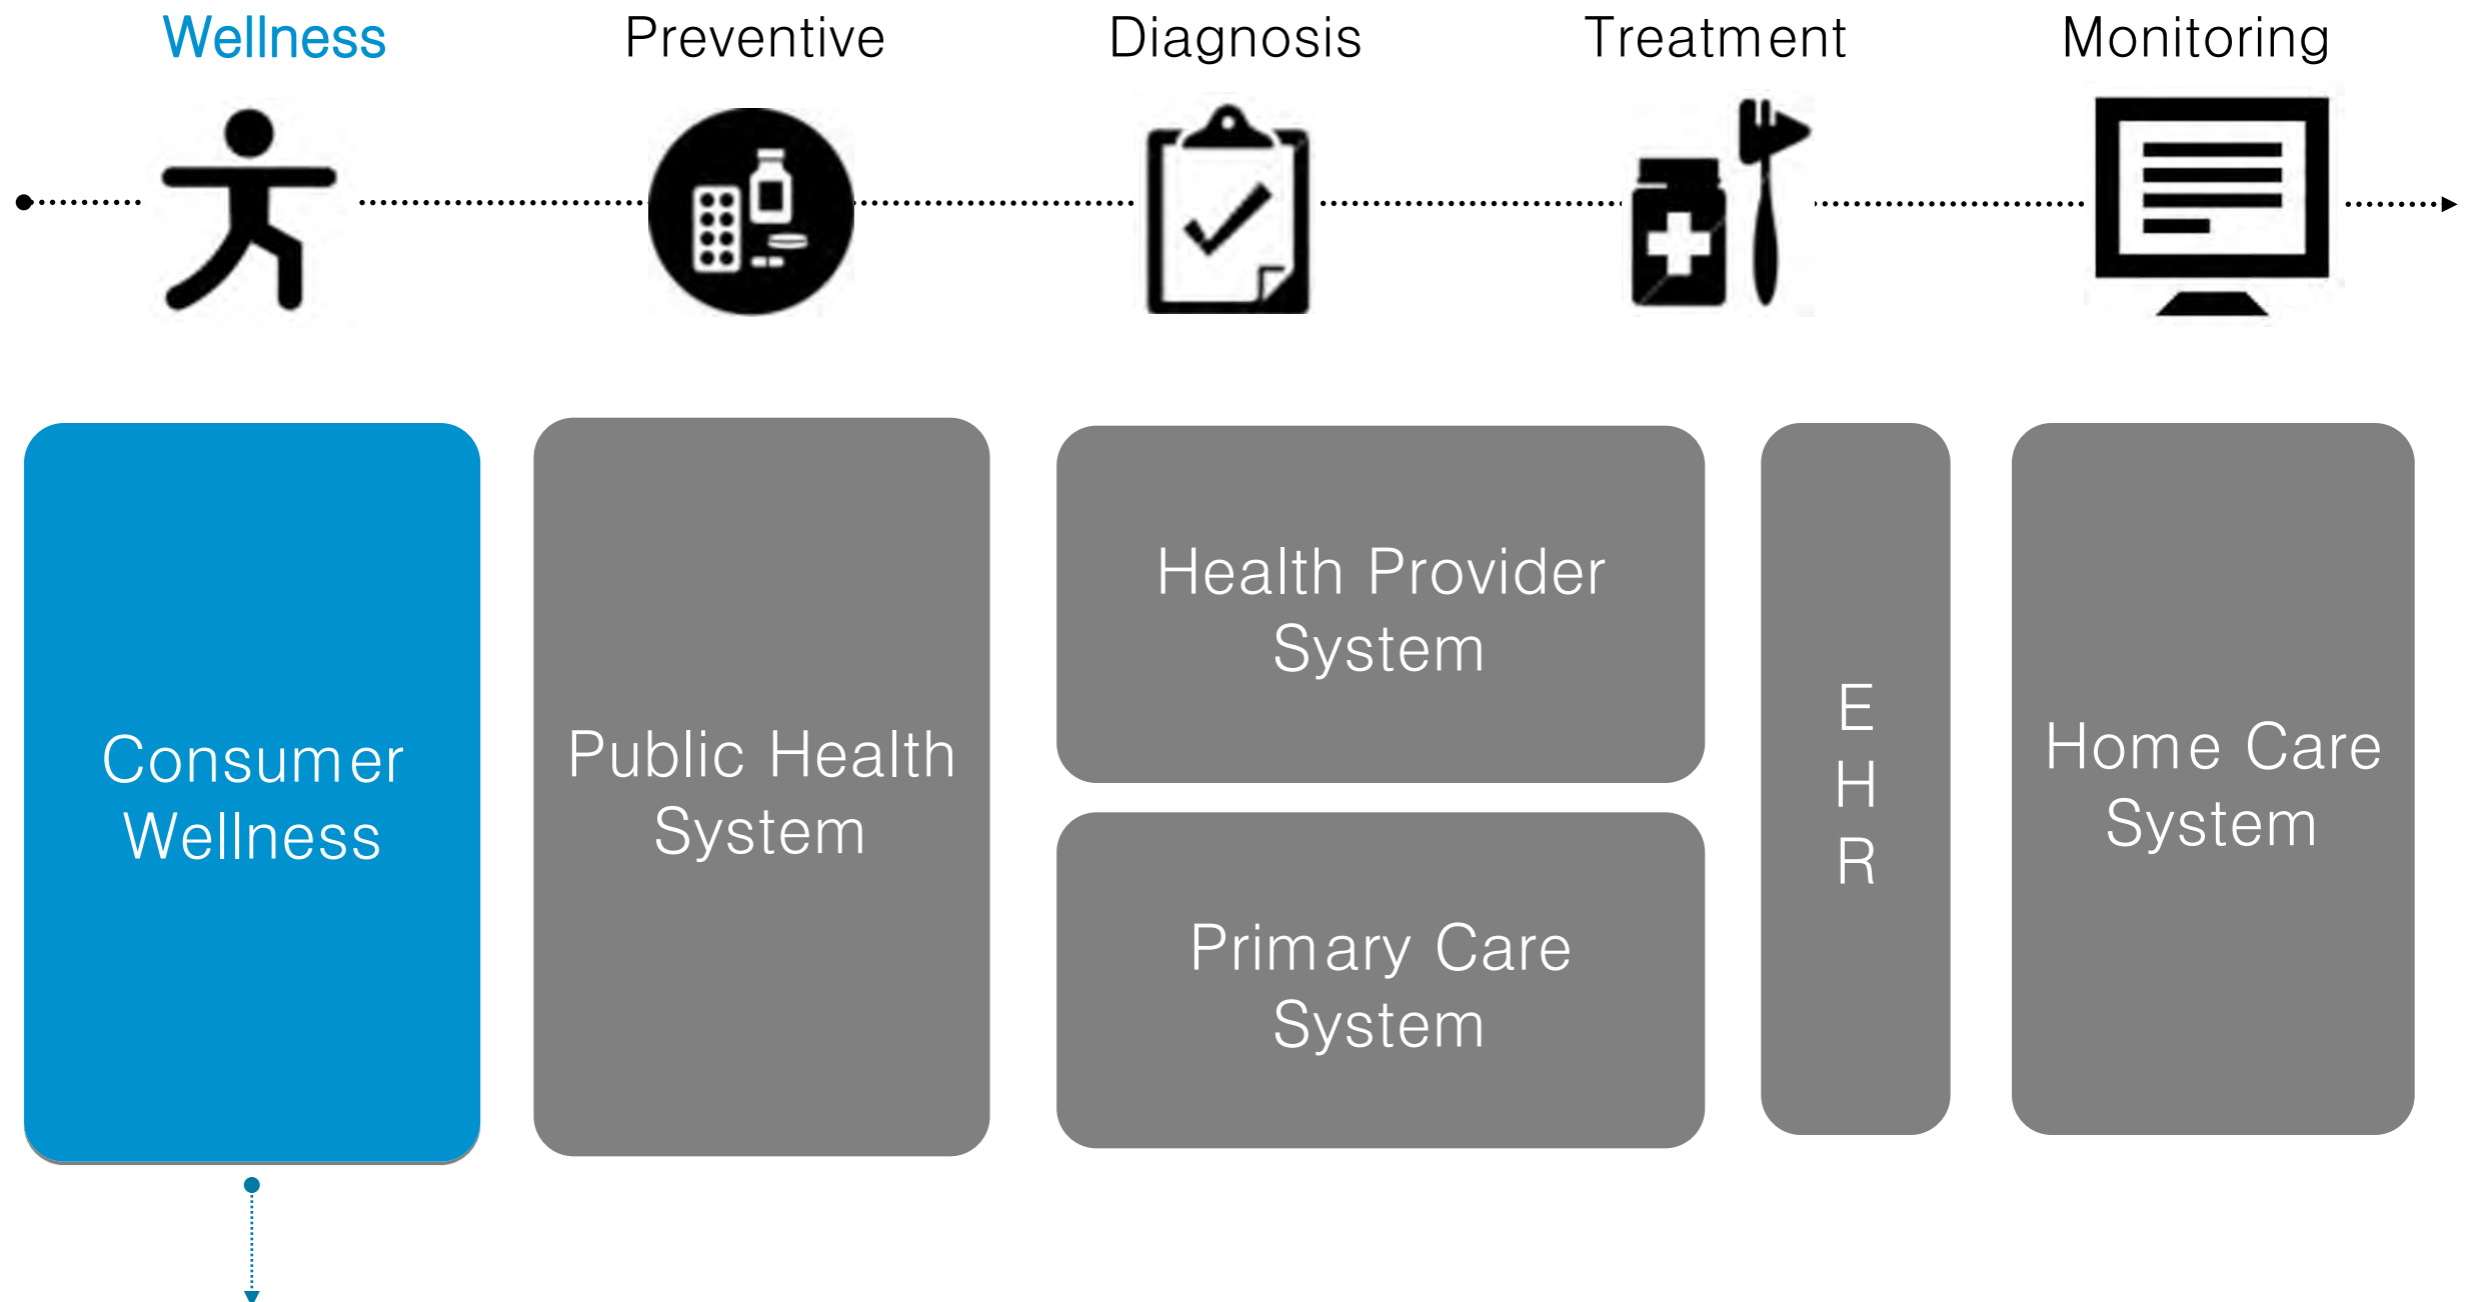 Wellness
Preventive
Diagnosis
Treatment
Monitoring
Consumer
Wellness
Public Health
System
Health Provider
System
Primary Care
System
E
H
R
Home Care
System